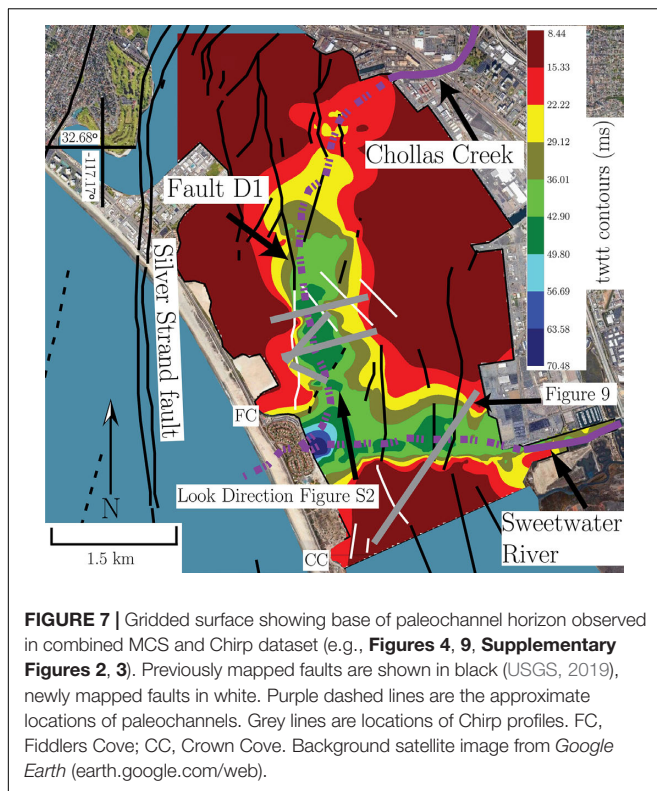 8.44
15.33
22.22
29.12
36.01
42.90
49.80
56.69
63.58
70.48
twtt contours (ms)
32.68°
-117.17°
Chollas Creek
Fault D1
Silver Strand fault
FC
Figure 9
N
Look Direction Figure S2
Sweetwater
River
1.5 km
CC
FIGURE 7 | Gridded surface showing base of paleochannel horizon observed
in combined MCS and Chirp dataset (e.g., Figures 4, 9, Supplementary
Figures 2, 3). Previously mapped faults are shown in black (USGS, 2019),
newly mapped faults in white. Purple dashed lines are the approximate
locations of paleochannels. Grey lines are locations of Chirp profiles. FC,
Fiddlers Cove; CC, Crown Cove. Background satellite image from Google
Earth (earth.google.com/web).